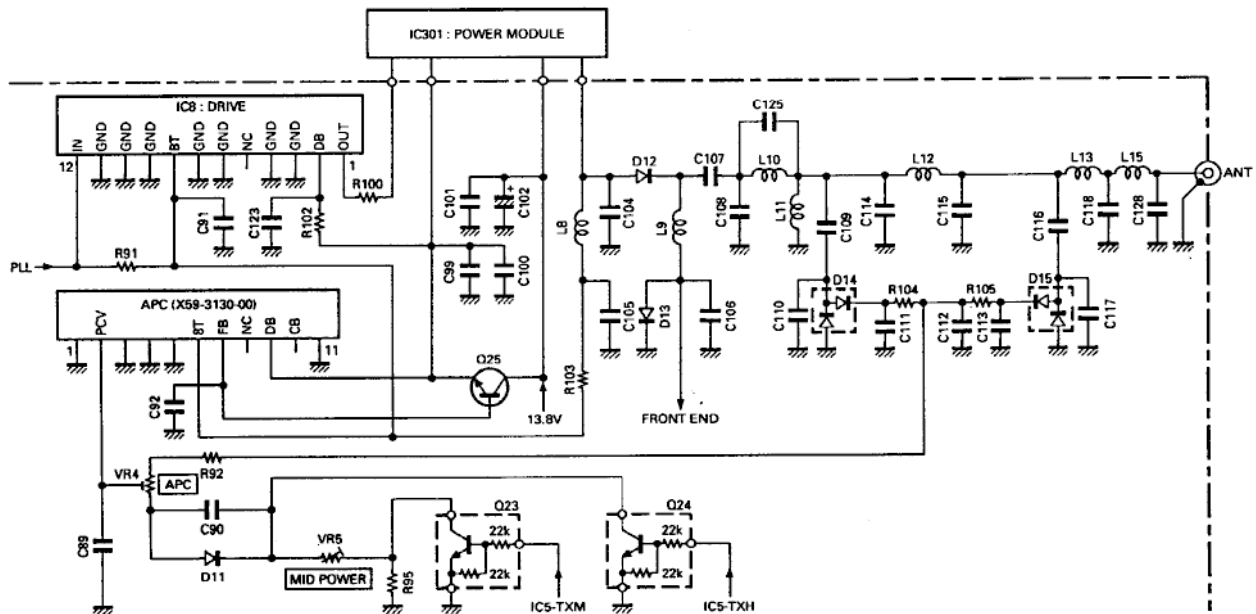 IC301 : POWER MODULE
IC8 : DRIVE
IN
GND
GND
GND
BT
GND
GND
NC
GND
GND
DB
OUT
12
1
R100
C91
C123
R102
C101
C102
+
C99
C100
PLL
R91
L8
C104
D12
C107
L9
C125
L10
C108
L11
C109
C114
L12
C115
C116
L13
C118
L15
C128
ANT
C105
D13
C106
C110
D14
R104
C111
C112
R105
C113
D15
C117
R103
FRONT END
APC (X59-3130-00)
PCV
BT
FB
NC
DB
CB
1
11
C92
Q25
13.8V
VR4
APC
R92
C90
C89
D11
VR5
MID POWER
R95
Q23
22k
22k
IC5-TXM
Q24
22k
22k
IC5-TXH